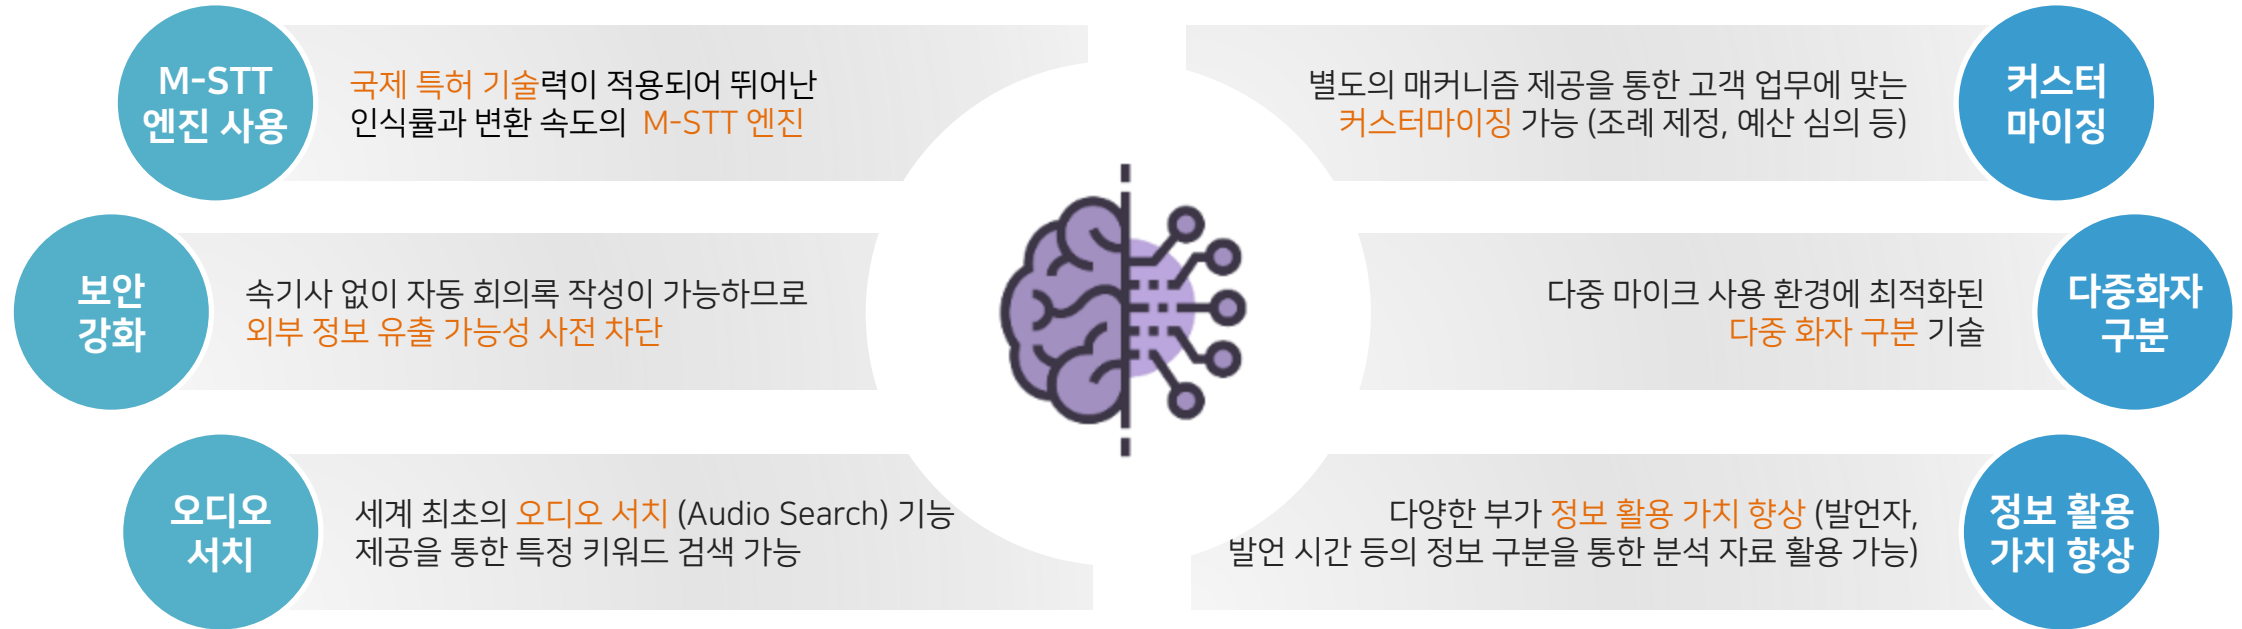 M-STT
엔진 사용
국제 특허 기술력이 적용되어 뛰어난
인식률과 변환 속도의 M-STT 엔진
별도의 매커니즘 제공을 통한 고객 업무에 맞는
커스터마이징 가능 (조례 제정, 예산 심의 등)
커스터
마이징
보안
강화
속기사 없이 자동 회의록 작성이 가능하므로
외부 정보 유출 가능성 사전 차단
다중 마이크 사용 환경에 최적화된
다중 화자 구분 기술
다중화자
구분
오디오
서치
세계 최초의 오디오 서치 (Audio Search) 기능
제공을 통한 특정 키워드 검색 가능
다양한 부가 정보 활용 가치 향상 (발언자,
발언 시간 등의 정보 구분을 통한 분석 자료 활용 가능)
정보 활용
가치 향상